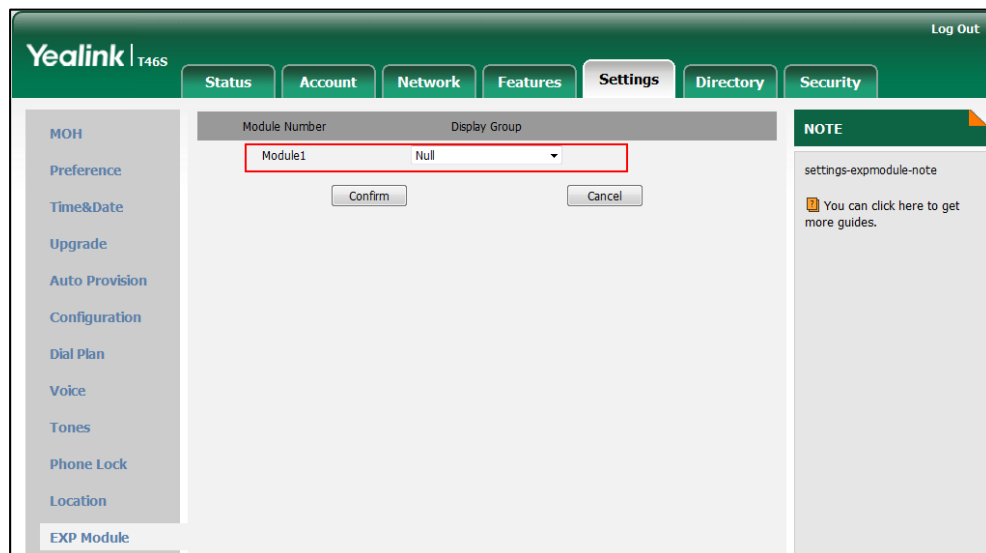 Log Out
Yealink | T46S
Status Account Network Features Settings Directory Security
MOH
Preference
Time&Date
Upgrade
Auto Provision
Configuration
Dial Plan
Voice
Tones
Phone Lock
Location
EXP Module
Module Number Display Group
Module1 Null
Confirm Cancel
NOTE
settings-expmodule-note
? You can click here to get
more guides.